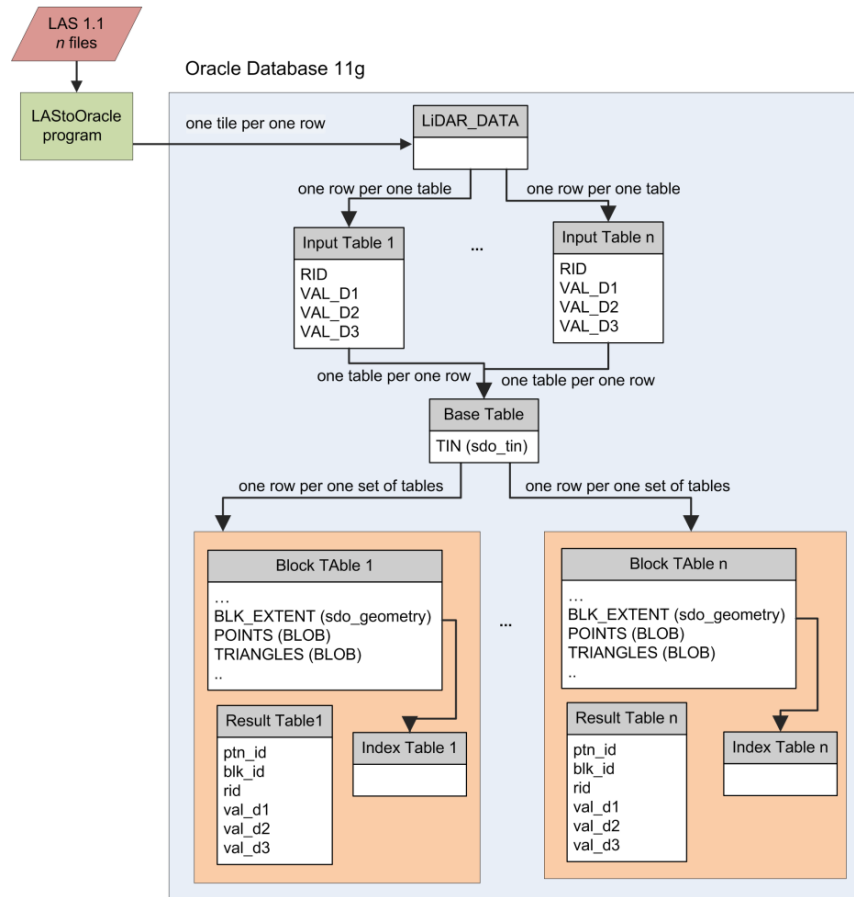 LAS 1.1
n files
Oracle Database 11g
LAStoOracle
program
one tile per one row
LiDAR_DATA
one row per one table
one row per one table
Input Table 1
RID
VAL_D1
VAL_D2
VAL_D3
...
Input Table n
RID
VAL_D1
VAL_D2
VAL_D3
one table per one row
one table per one row
Base Table
TIN (sdo_tin)
one row per one set of tables
one row per one set of tables
Block TAble 1
...
BLK_EXTENT (sdo_geometry)
POINTS (BLOB)
TRIANGLES (BLOB)
..
Result Table1
ptn_id
blk_id
rid
val_d1
val_d2
val_d3
Index Table 1
...
Block TAble n
...
BLK_EXTENT (sdo_geometry)
POINTS (BLOB)
TRIANGLES (BLOB)
..
Result Table n
ptn_id
blk_id
rid
val_d1
val_d2
val_d3
Index Table n